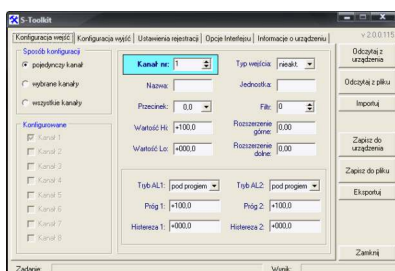 S-Toolkit
Konfiguracja wejść Konfiguracja wyjść Ustawienia rejestracji Opcje Interfejsu Informacje o urządzeniu v 2.0.0.115
Sposób konfiguracji
pojedynczy kanał
wybrane kanały
wszystkie kanały
Konfigurowane
Kanał 1
Kanał 2
Kanał 3
Kanał 4
Kanał 5
Kanał 6
Kanał 7
Kanał 8
Kanał nr: 1 Typ wejścia: nieakt.
Nazwa: Jednostka:
Przecinek: 0,0 Filtr: 0
Wartość Hi: +100,0 Rozszerzenie górne: 0,00
Wartość Lo: +000,0 Rozszerzenie dolne: 0,00
Tryb AL1: pod progiem Tryb AL2: pod progiem
Próg 1: +100,0 Próg 2: +100,0
Histereza 1: +000,0 Histereza 2: +000,0
Odczytaj z urządzenia
Odczytaj z pliku
Importuj
Zapisz do urządzenia
Zapisz do pliku
Eksportuj
Zamknij
Zadanie: Wynik: